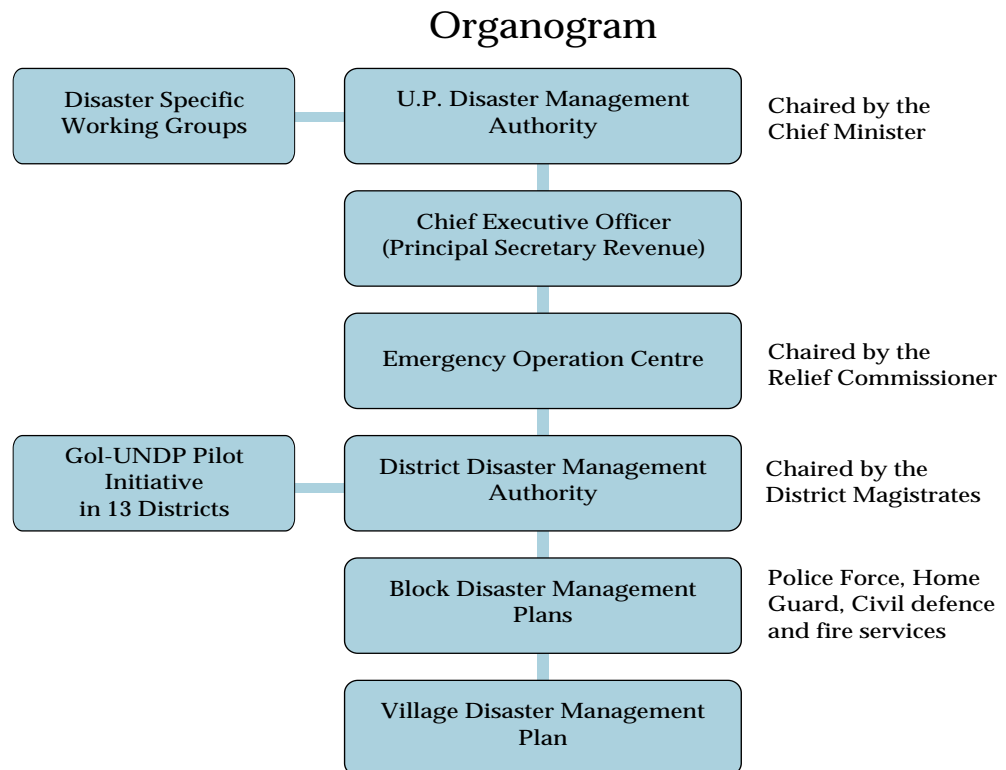 Organogram
Disaster Specific
Working Groups
U.P. Disaster Management
Authority
Chaired by the
Chief Minister
Chief Executive Officer
(Principal Secretary Revenue)
Emergency Operation Centre
Chaired by the
Relief Commissioner
GoI-UNDP Pilot
Initiative
in 13 Districts
District Disaster Management
Authority
Chaired by the
District Magistrates
Block Disaster Management
Plans
Police Force, Home
Guard, Civil defence
and fire services
Village Disaster Management
Plan